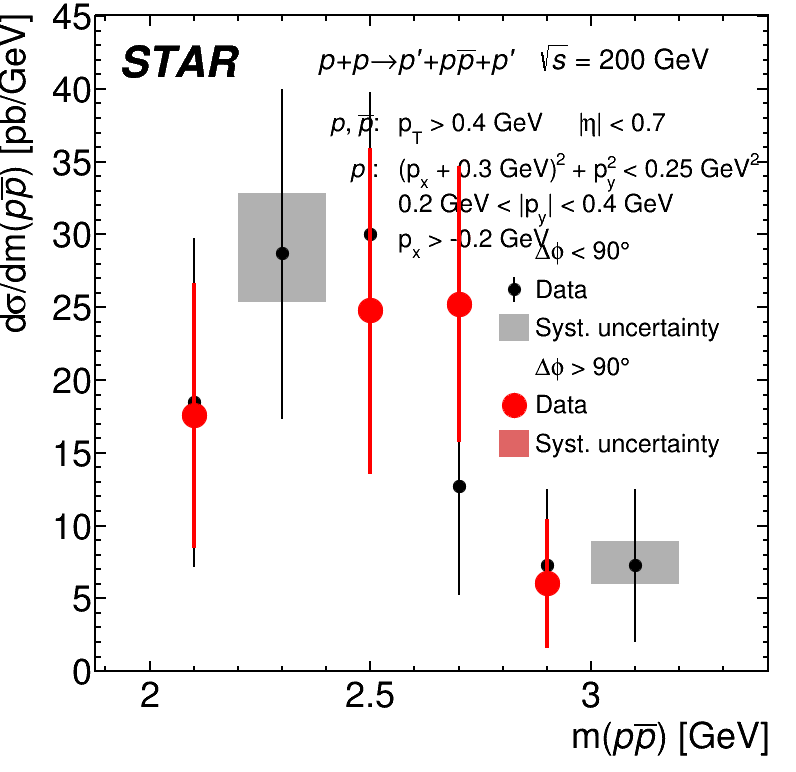 STAR
p+p→p′+pp̅+p′ √s = 200 GeV
p, p̅: p_T > 0.4 GeV |η| < 0.7
p : (p_x + 0.3 GeV)² + p_y² < 0.25 GeV²
0.2 GeV < |p_y| < 0.4 GeV
p_x > -0.2 GeV
Δϕ < 90°
Data
Syst. uncertainty
Δϕ > 90°
Data
Syst. uncertainty
dσ/dm(pp̅) [pb/GeV]
45
40
35
30
25
20
15
10
5
0
2 2.5 3
m(pp̅) [GeV]